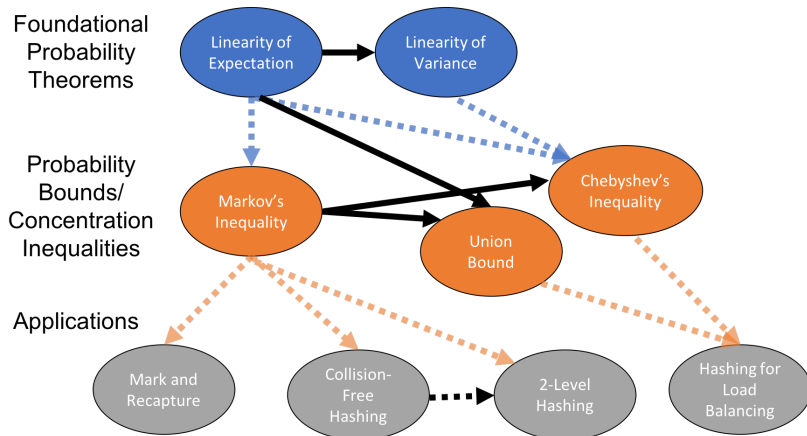 Foundational
Probability
Theorems
Linearity of
Expectation
Linearity of
Variance
Probability
Bounds/
Concentration
Inequalities
Markov's
Inequality
Union
Bound
Chebyshev's
Inequality
Applications
Mark and
Recapture
Collision-
Free
Hashing
2-Level
Hashing
Hashing for
Load
Balancing